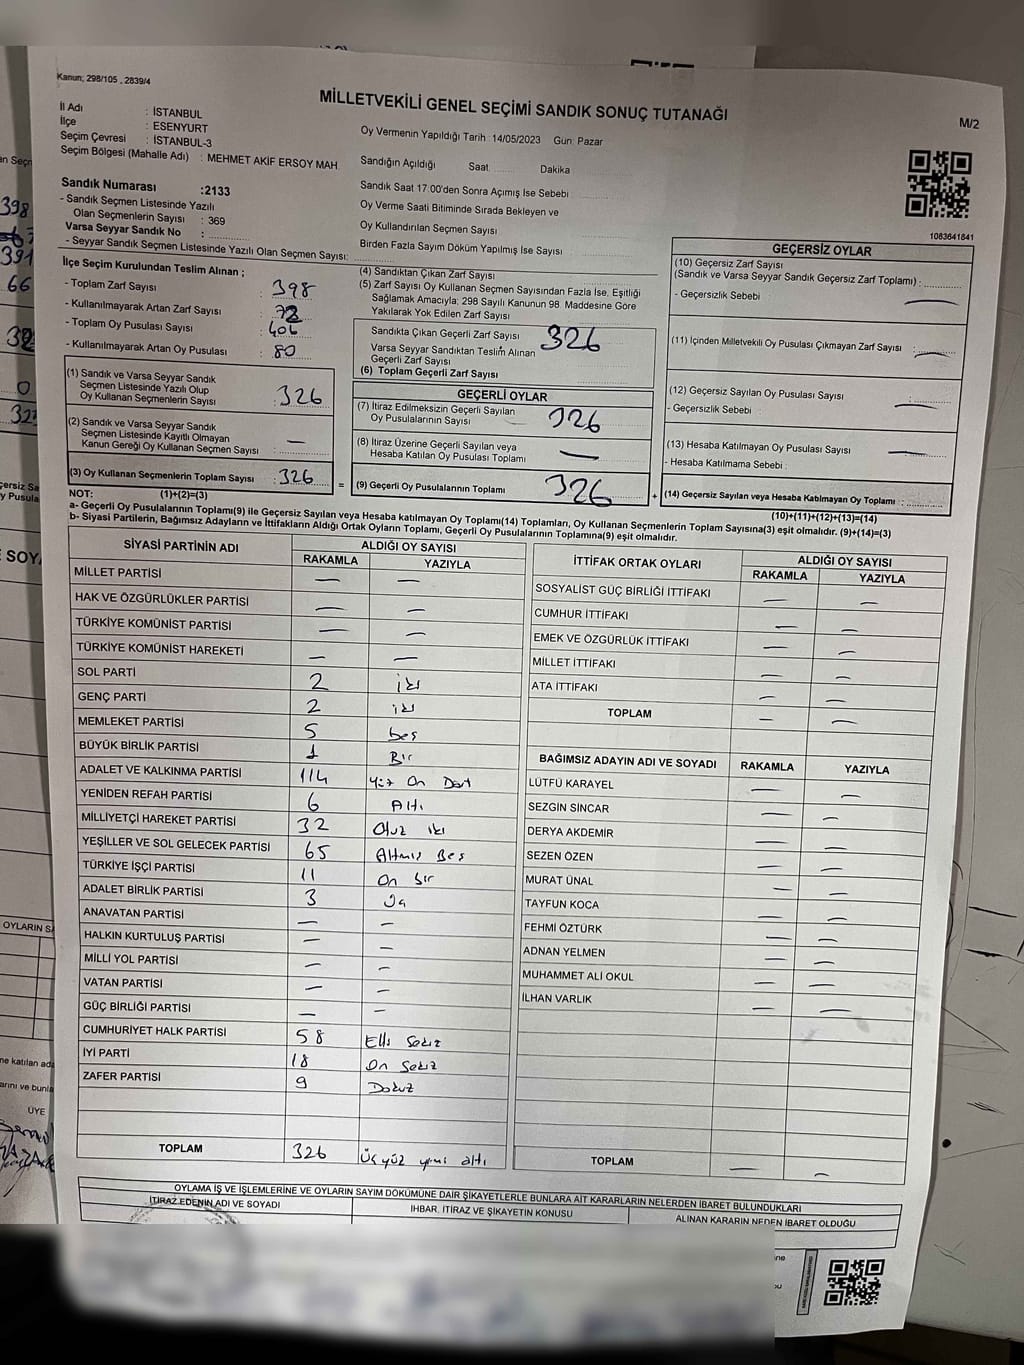 Kanun; 298/105 , 2839/4
MİLLETVEKİLİ GENEL SEÇİMİ SANDIK SONUÇ TUTANAĞI
M/2
İl Adı : İSTANBUL
İlçe : ESENYURT
Seçim Çevresi : İSTANBUL-3
Seçim Bölgesi (Mahalle Adı) : MEHMET AKİF ERSOY MAH.
Sandık Numarası :2133
- Sandık Seçmen Listesinde Yazılı
Olan Seçmenlerin Sayısı : 369
Varsa Seyyar Sandık No :
- Seyyar Sandık Seçmen Listesinde Yazılı Olan Seçmen Sayısı:
Oy Vermenin Yapıldığı Tarih : 14/05/2023 Gün: Pazar
Sandığın Açıldığı Saat Dakika
Sandık Saat 17:00'den Sonra Açımış İse Sebebi
Oy Verme Saati Bitiminde Sırada Bekleyen ve
Oy Kullandırılan Seçmen Sayısı
Birden Fazla Sayım Döküm Yapılmış İse Sayısı
1083641841
İlçe Seçim Kurulundan Teslim Alınan ;
- Toplam Zarf Sayısı : 398
- Kullanılmayarak Artan Zarf Sayısı : 72
- Toplam Oy Pusulası Sayısı : 406
- Kullanılmayarak Artan Oy Pusulası : 80
(1) Sandık ve Varsa Seyyar Sandık
Seçmen Listesinde Yazılı Olup
Oy Kullanan Seçmenlerin Sayısı : 326
(2) Sandık ve Varsa Seyyar Sandık
Seçmen Listesinde Kayıtlı Olmayan
Kanun Gereği Oy Kullanan Seçmen Sayısı : —
(3) Oy Kullanan Seçmenlerin Toplam Sayısı : 326
(1)+(2)=(3)
(4) Sandıktan Çıkan Zarf Sayısı
(5) Zarf Sayısı Oy Kullanan Seçmen Sayısından Fazla İse, Eşitliği
Sağlamak Amacıyla; 298 Sayılı Kanunun 98. Maddesine Göre
Yakılarak Yok Edilen Zarf Sayısı
Sandıkta Çıkan Geçerli Zarf Sayısı 326
Varsa Seyyar Sandıktan Teslim Alınan
Geçerli Zarf Sayısı
(6) Toplam Geçerli Zarf Sayısı
GEÇERLİ OYLAR
(7) İtiraz Edilmeksizin Geçerli Sayılan
Oy Pusulalarının Sayısı 326
(8) İtiraz Üzerine Geçerli Sayılan veya
Hesaba Katılan Oy Pusulası Toplamı —
= (9) Geçerli Oy Pusulalarının Toplamı 326
GEÇERSİZ OYLAR
(10) Geçersiz Zarf Sayısı
(Sandık ve Varsa Seyyar Sandık Geçersiz Zarf Toplamı) :
- Geçersizlik Sebebi : —
(11) İçinden Milletvekili Oy Pusulası Çıkmayan Zarf Sayısı : —
(12) Geçersiz Sayılan Oy Pusulası Sayısı : —
- Geçersizlik Sebebi :
(13) Hesaba Katılmayan Oy Pusulası Sayısı : —
- Hesaba Katılmama Sebebi :
+ (14) Geçersiz Sayılan veya Hesaba Katılmayan Oy Toplamı :
(10)+(11)+(12)+(13)=(14)
NOT:
a- Geçerli Oy Pusulalarının Toplamı(9) ile Geçersiz Sayılan veya Hesaba Katılmayan Oy Toplamı(14) Toplamları, Oy Kullanan Seçmenlerin Toplam Sayısına(3) eşit olmalıdır. (9)+(14)=(3)
b- Siyasi Partilerin, Bağımsız Adayların ve İttifakların Aldığı Ortak Oyların Toplamı, Geçerli Oy Pusulalarının Toplamına(9) eşit olmalıdır.
SİYASİ PARTİNİN ADI ALDIĞI OY SAYISI
RAKAMLA YAZIYLA
MİLLET PARTİSİ — —
HAK VE ÖZGÜRLÜKLER PARTİSİ — —
TÜRKİYE KOMÜNİST PARTİSİ — —
TÜRKİYE KOMÜNİST HAREKETİ — —
SOL PARTİ 2 iki
GENÇ PARTİ 2 iki
MEMLEKET PARTİSİ 5 beş
BÜYÜK BİRLİK PARTİSİ 1 Bir
ADALET VE KALKINMA PARTİSİ 114 Yüz On Dört
YENİDEN REFAH PARTİSİ 6 Altı
MİLLİYETÇİ HAREKET PARTİSİ 32 Otuz iki
YEŞİLLER VE SOL GELECEK PARTİSİ 65 Altmış Beş
TÜRKİYE İŞÇİ PARTİSİ 11 On bir
ADALET BİRLİK PARTİSİ 3 Üç
ANAVATAN PARTİSİ — —
HALKIN KURTULUŞ PARTİSİ — —
MİLLİ YOL PARTİSİ — —
VATAN PARTİSİ — —
GÜÇ BİRLİĞİ PARTİSİ — —
CUMHURİYET HALK PARTİSİ 58 Elli Sekiz
İYİ PARTİ 18 On Sekiz
ZAFER PARTİSİ 9 Dokuz
TOPLAM 326 Üçyüz yirmi altı
İTTİFAK ORTAK OYLARI ALDIĞI OY SAYISI
RAKAMLA YAZIYLA
SOSYALİST GÜÇ BİRLİĞİ İTTİFAKI — —
CUMHUR İTTİFAKI — —
EMEK VE ÖZGÜRLÜK İTTİFAKI — —
MİLLET İTTİFAKI — —
ATA İTTİFAKI — —
TOPLAM — —
BAĞIMSIZ ADAYIN ADI VE SOYADI RAKAMLA YAZIYLA
LÜTFÜ KARAYEL — —
SEZGİN SİNCAR — —
DERYA AKDEMİR — —
SEZEN ÖZEN — —
MURAT ÜNAL — —
TAYFUN KOCA — —
FEHMİ ÖZTÜRK — —
ADNAN YELMEN — —
MUHAMMET ALİ OKUL — —
İLHAN VARLIK — —
TOPLAM — —
OYLAMA İŞ VE İŞLEMLERİNE VE OYLARIN SAYIM DÖKÜMÜNE DAİR ŞİKAYETLERLE BUNLARA AİT KARARLARIN NELERDEN İBARET BULUNDUKLARI
İTİRAZ EDENİN ADI VE SOYADI İHBAR, İTİRAZ VE ŞİKAYETİN KONUSU ALINAN KARARIN NEDEN İBARET OLDUĞU